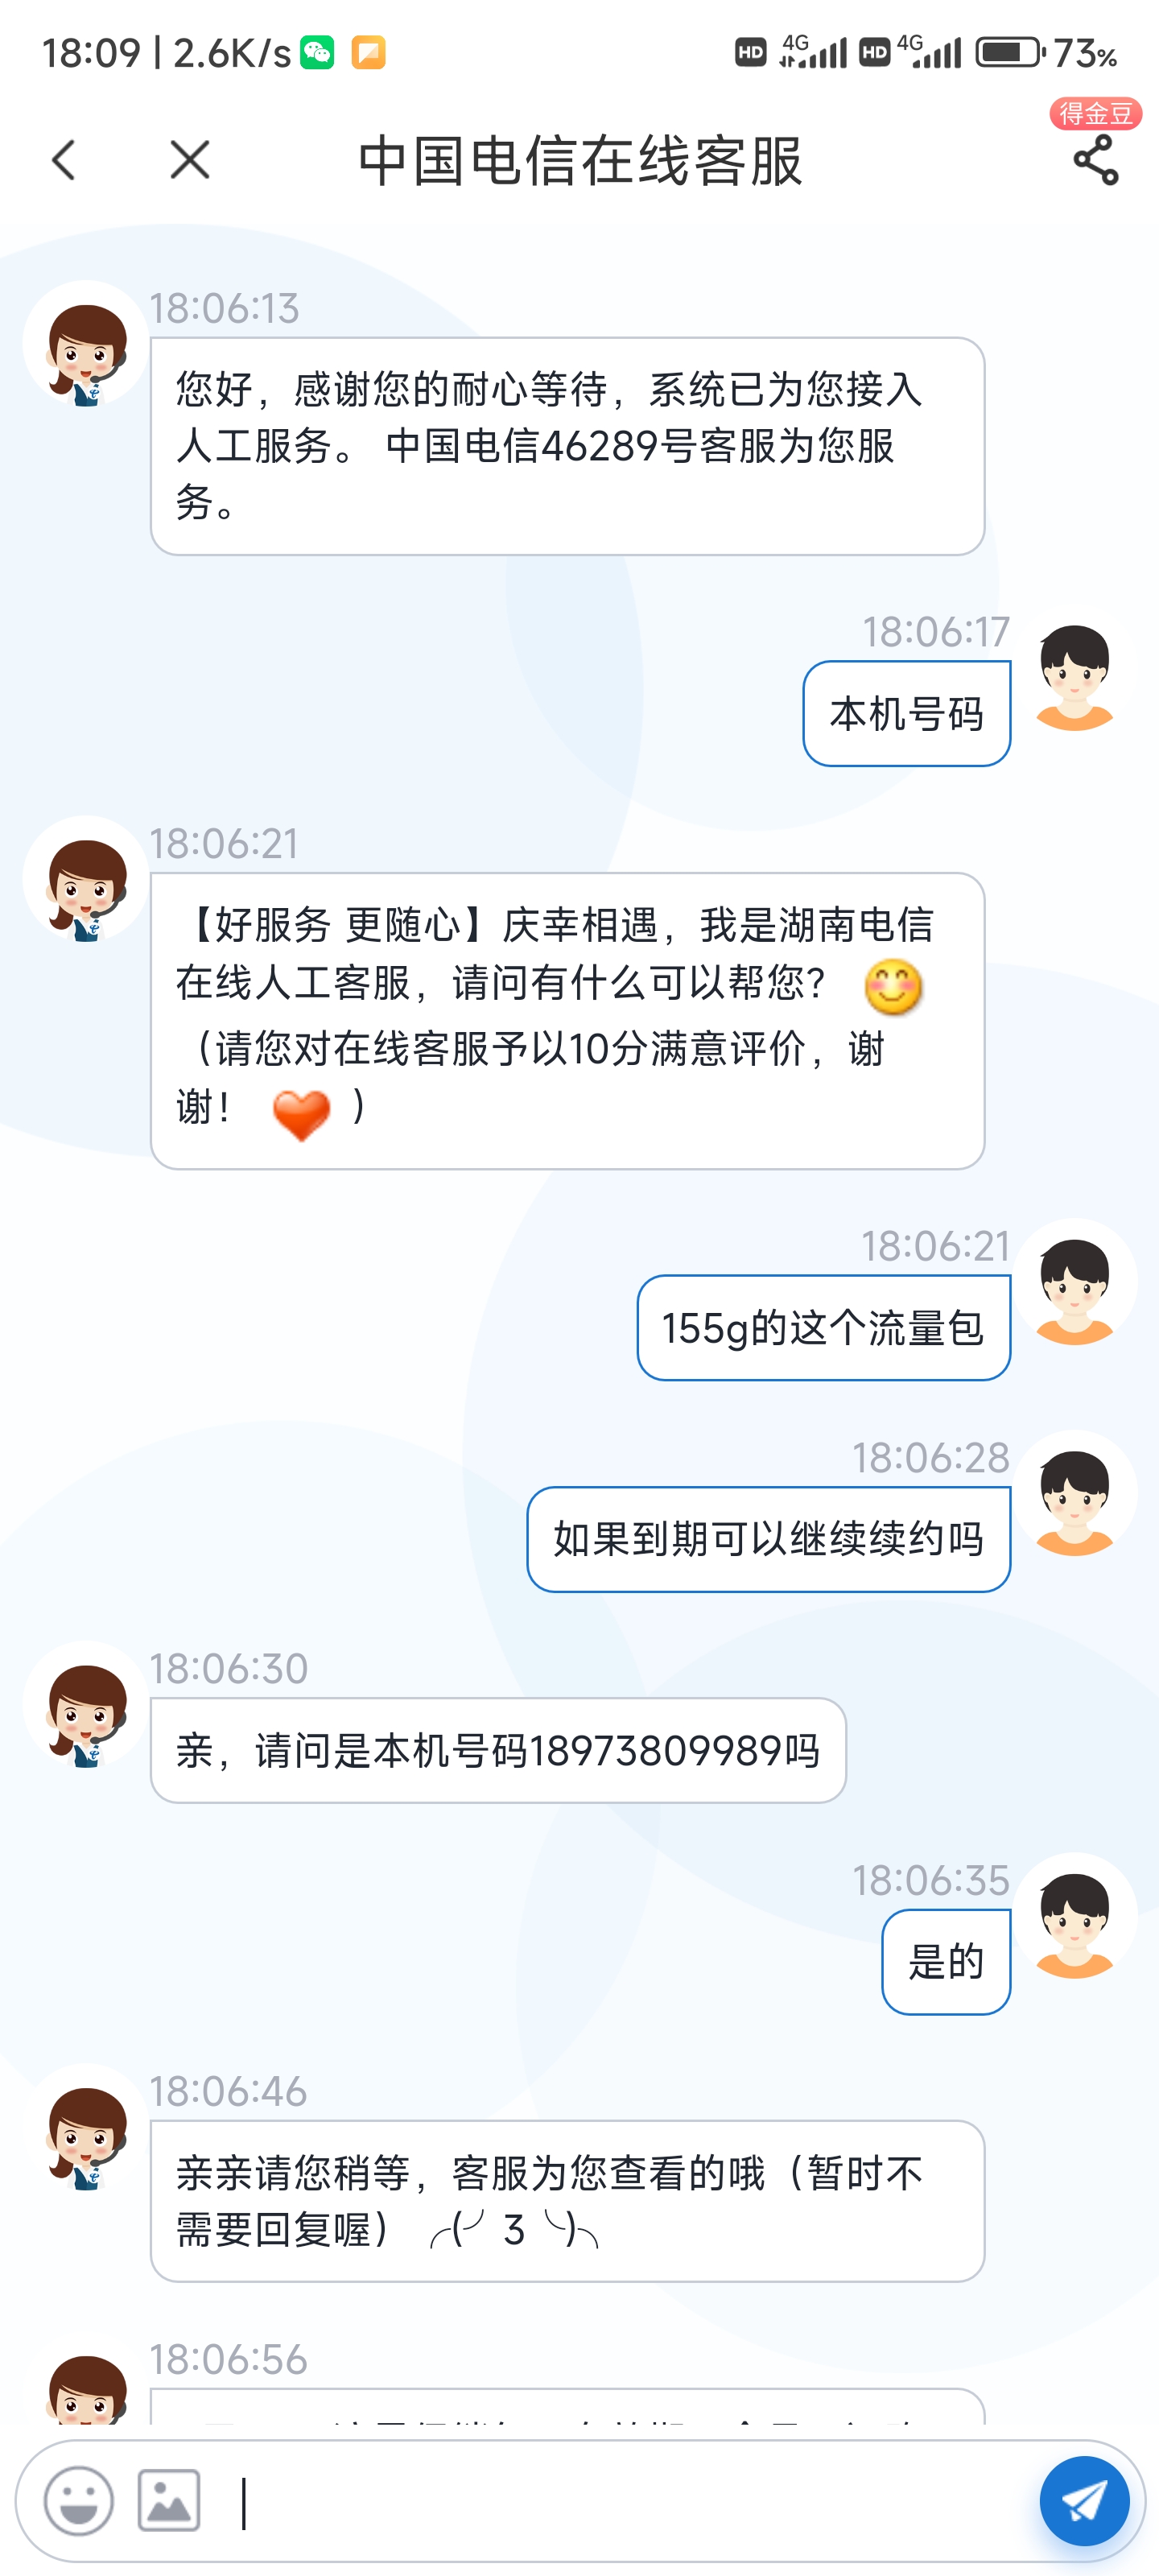 18:09 | 2.6K/s
HD 4G HD 4G 73%
得金豆
中国电信在线客服
18:06:13
您好，感谢您的耐心等待，系统已为您接入
人工服务。 中国电信46289号客服为您服
务。
18:06:17
本机号码
18:06:21
【好服务 更随心】庆幸相遇，我是湖南电信
在线人工客服，请问有什么可以帮您？
（请您对在线客服予以10分满意评价，谢
谢！ ）
18:06:21
155g的这个流量包
18:06:28
如果到期可以继续续约吗
18:06:30
亲，请问是本机号码18973809989吗
18:06:35
是的
18:06:46
亲亲请您稍等，客服为您查看的哦（暂时不
需要回复喔）╭(╯3╰)╮
18:06:56